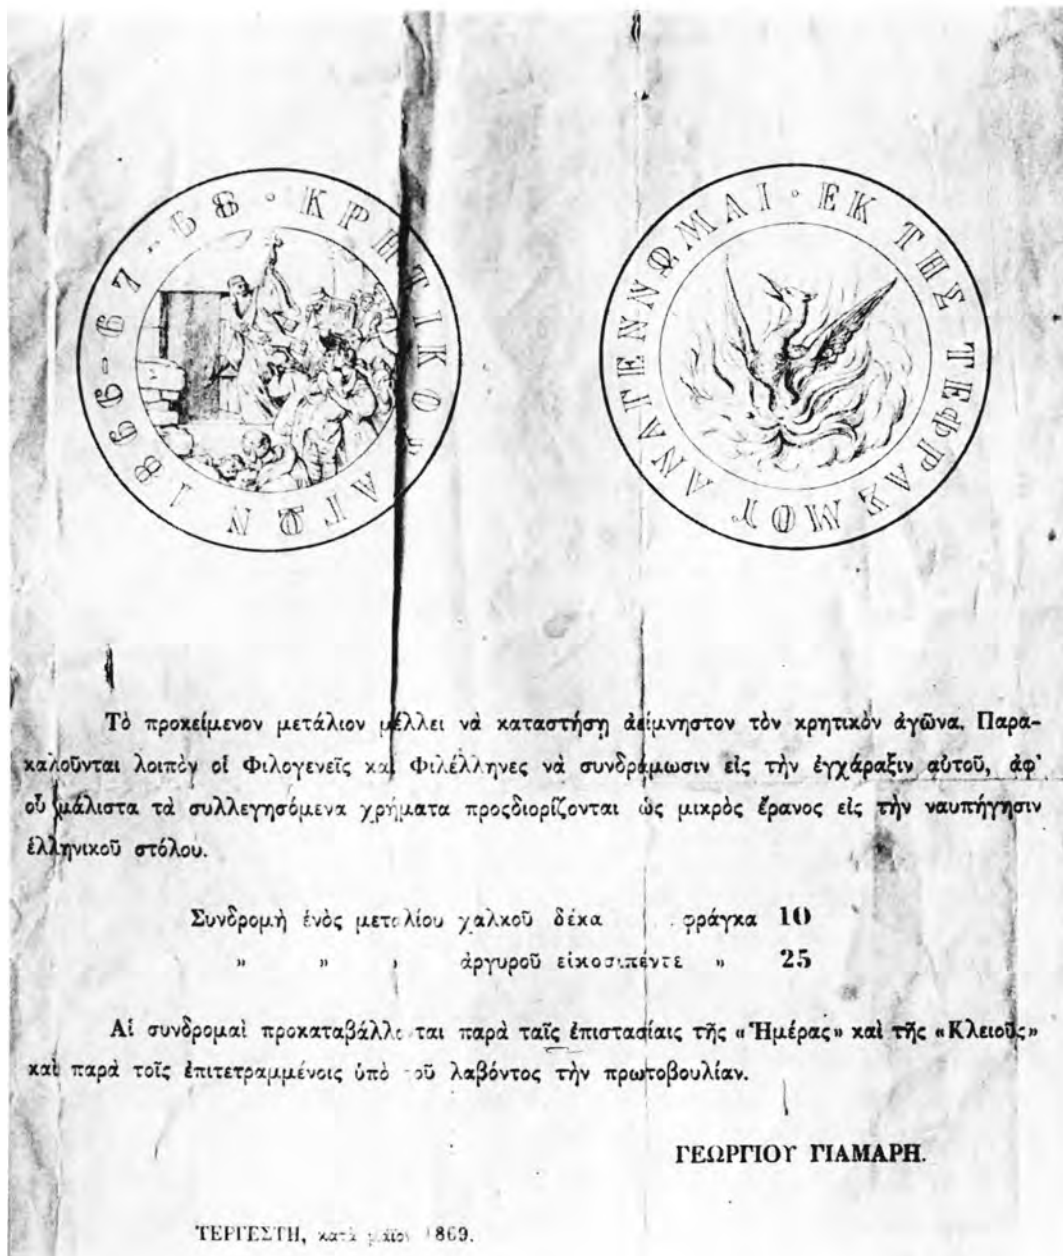 1866-67-68 · ΚΡΗΤΙΚΟΣ ΑΓΩΝ
ΑΝΑΓΕΝΝΩΜΑΙ · ΕΚ ΤΗΣ ΤΕΦΡΑΣ ΜΟΥ
Τὸ προκείμενον μετάλιον μέλλει νὰ καταστήσῃ ἀείμνηστον τὸν κρητικὸν ἀγῶνα. Παρα-
καλοῦνται λοιπὸν οἱ Φιλογενεῖς καὶ Φιλέλληνες νὰ συνδράμωσιν εἰς τὴν ἐγχάραξιν αὐτοῦ, ἀφ'
οὗ μάλιστα τὰ συλλεγησόμενα χρήματα προςδιορίζονται ὡς μικρὸς ἔρανος εἰς τὴν ναυπήγησιν
ἑλληνικοῦ στόλου.
Συνδρομὴ ἑνὸς μεταλίου χαλκοῦ δέκα φράγκα 10
» » » ἀργυροῦ εἰκοσιπέντε » 25
Αἱ συνδρομαὶ προκαταβάλλονται παρὰ ταῖς ἐπιστασίαις τῆς «Ἡμέρας» καὶ τῆς «Κλειοῦς»
καὶ παρὰ τοῖς ἐπιτετραμμένοις ὑπὸ τοῦ λαβόντος τὴν πρωτοβουλίαν.
ΓΕΩΡΓΙΟΥ ΓΙΑΜΑΡΗ.
ΤΕΡΓΕΣΤΗ, κατὰ μάϊον 1869.